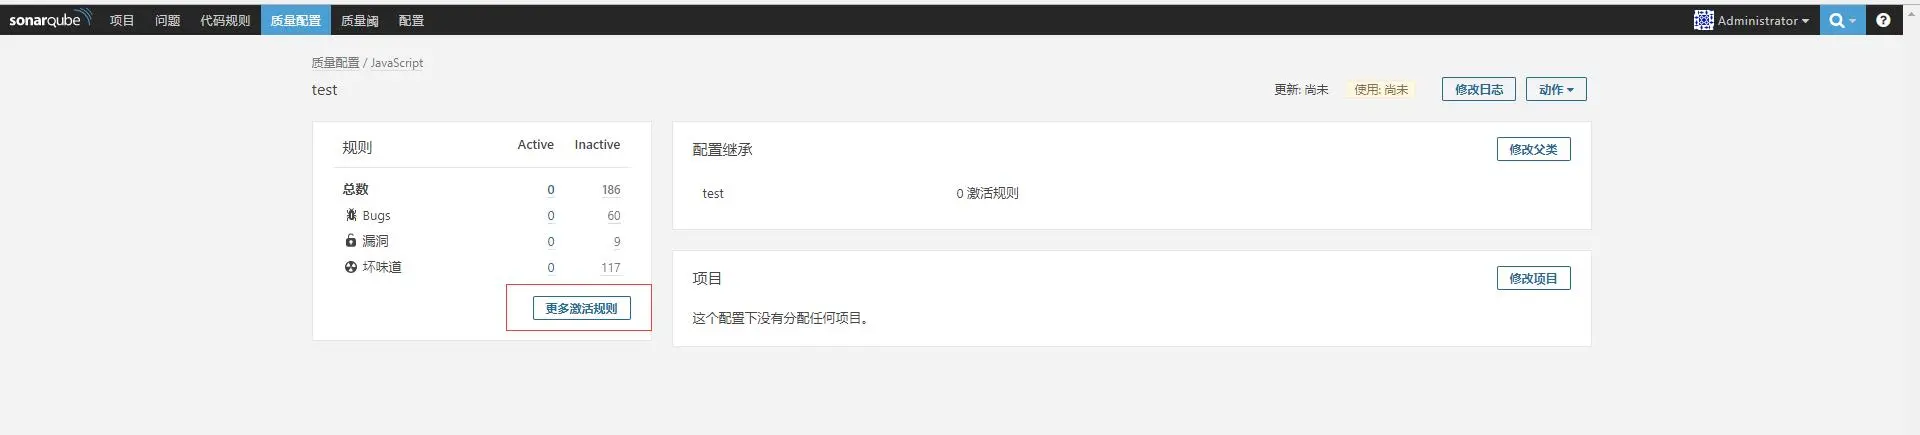 sonarqube 项目 问题 代码规则 质量配置 质量阈 配置 Administrator ?
质量配置 / JavaScript
test 更新: 尚未 使用: 尚未 修改日志 动作
规则 Active Inactive
总数 0 186
Bugs 0 60
漏洞 0 9
坏味道 0 117
更多激活规则
配置继承 修改父类
test 0 激活规则
项目 修改项目
这个配置下没有分配任何项目。